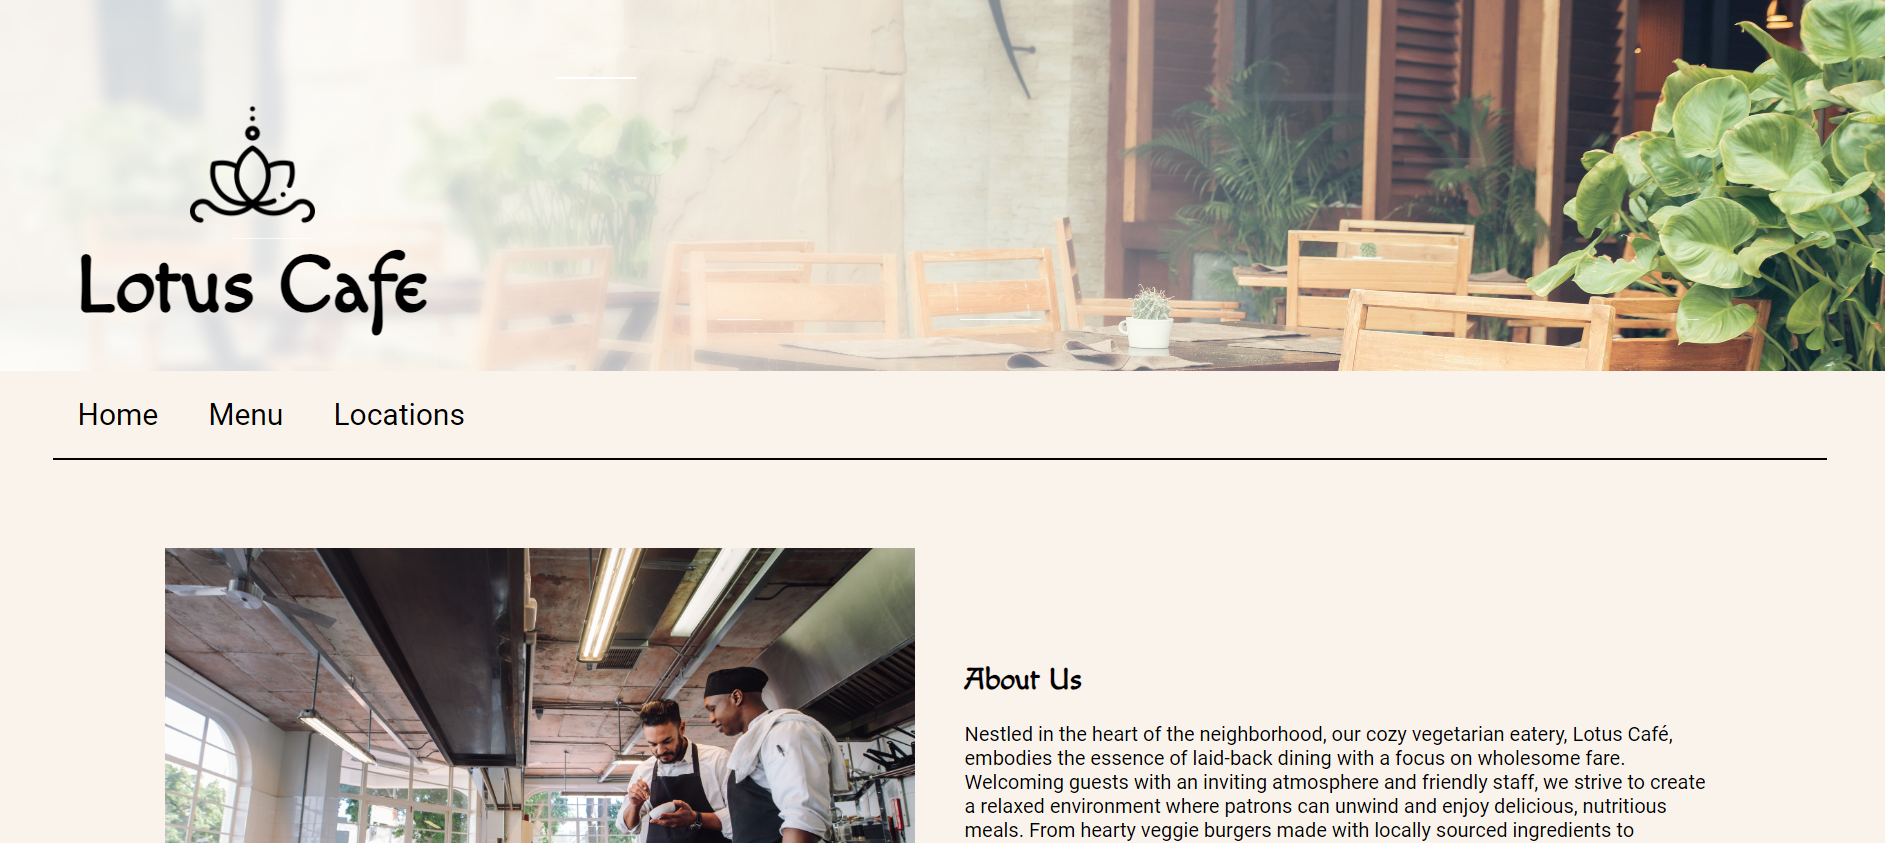 Lotus Cafe
Home Menu Locations
About Us
Nestled in the heart of the neighborhood, our cozy vegetarian eatery, Lotus Café,
embodies the essence of laid-back dining with a focus on wholesome fare.
Welcoming guests with an inviting atmosphere and friendly staff, we strive to create
a relaxed environment where patrons can unwind and enjoy delicious, nutritious
meals. From hearty veggie burgers made with locally sourced ingredients to